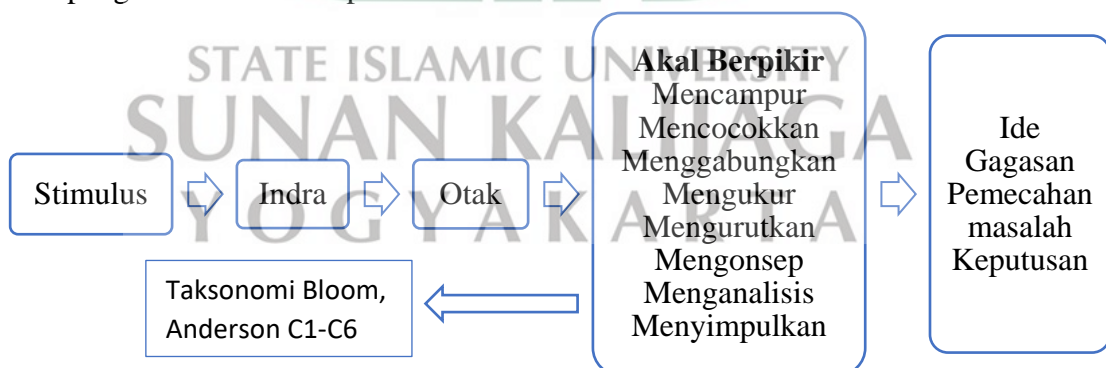 STATE ISLAMIC UNIVERSITY
SUNAN KALIJAGA
YOGYAKARTA
Stimulus
Indra
Otak
Akal Berpikir
Mencampur
Mencocokkan
Menggabungkan
Mengukur
Mengurutkan
Mengonsep
Menganalisis
Menyimpulkan
Ide
Gagasan
Pemecahan
masalah
Keputusan
Taksonomi Bloom,
Anderson C1-C6